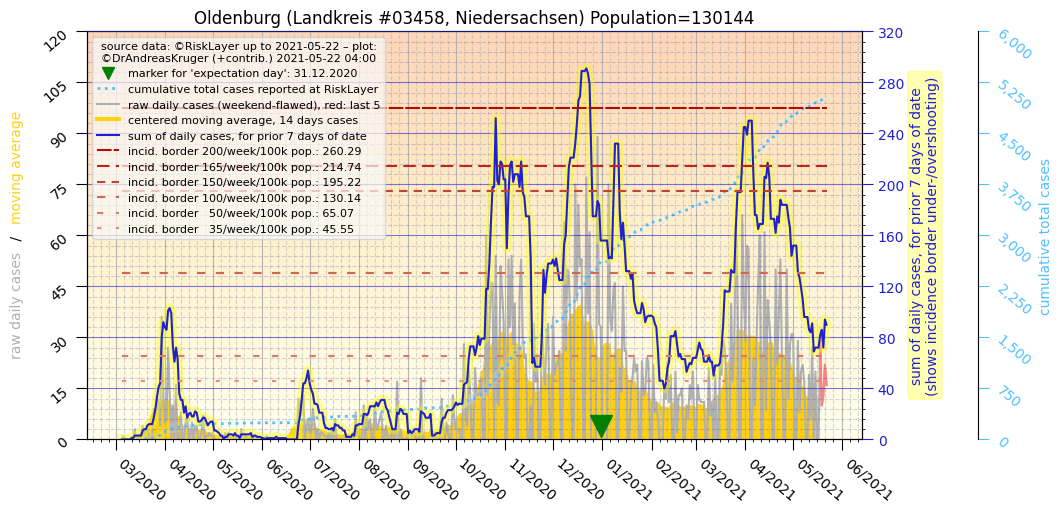 Oldenburg (Landkreis #03458, Niedersachsen) Population=130144
source data: ©RiskLayer up to 2021-05-22 – plot:
©DrAndreasKruger (+contrib.) 2021-05-22 04:00
marker for 'expectation day': 31.12.2020
cumulative total cases reported at RiskLayer
raw daily cases (weekend-flawed), red: last 5
centered moving average, 14 days cases
sum of daily cases, for prior 7 days of date
incid. border 200/week/100k pop.: 260.29
incid. border 165/week/100k pop.: 214.74
incid. border 150/week/100k pop.: 195.22
incid. border 100/week/100k pop.: 130.14
incid. border   50/week/100k pop.: 65.07
incid. border   35/week/100k pop.: 45.55
raw daily cases / moving average
120
105
90
75
60
45
30
15
0
03/2020
04/2020
05/2020
06/2020
07/2020
08/2020
09/2020
10/2020
11/2020
12/2020
01/2021
02/2021
03/2021
04/2021
05/2021
06/2021
320
280
240
200
160
120
80
40
0
sum of daily cases, for prior 7 days of date
(shows incidence border under-/overshooting)
6,000
5,250
4,500
3,750
3,000
2,250
1,500
750
0
cumulative total cases